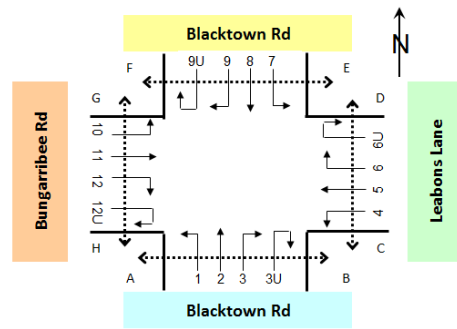 Blacktown Rd
N
F
9U
9
8
7
E
G
D
Bungarribee Rd
10
11
12
12U
6U
6
5
4
Leabons Lane
H
C
A
1
2
3
3U
B
Blacktown Rd